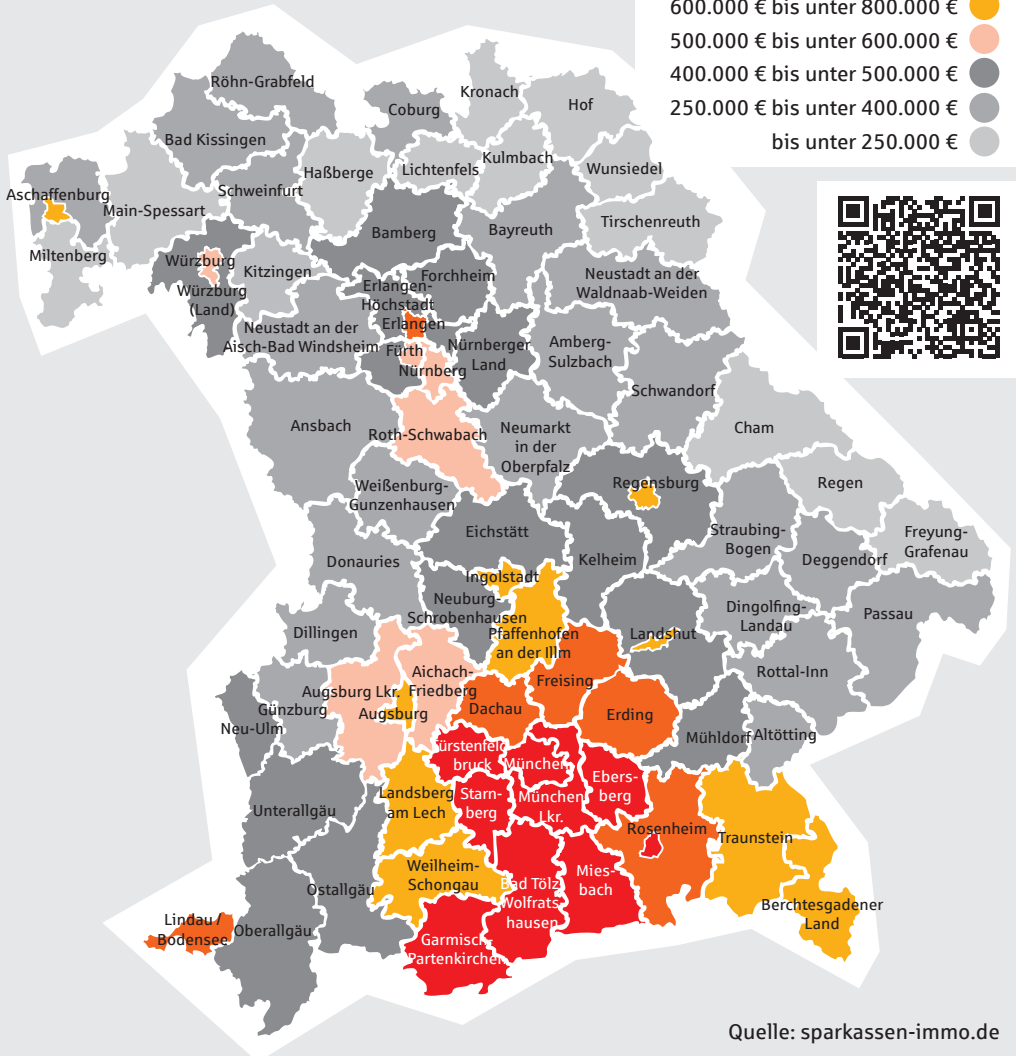 600.000 € bis unter 800.000 €
500.000 € bis unter 600.000 €
400.000 € bis unter 500.000 €
250.000 € bis unter 400.000 €
bis unter 250.000 €
Röhn-Grabfeld
Kronach
Hof
Coburg
Bad Kissingen
Kulmbach
Lichtenfels
Haßberge
Wunsiedel
Schweinfurt
Aschaffenburg
Main-Spessart
Tirschenreuth
Bayreuth
Bamberg
Miltenberg
Würzburg
Kitzingen
Forchheim
Neustadt an der
Waldnaab-Weiden
Erlangen-
Höchstadt
Würzburg
(Land)
Erlangen
Neustadt an der
Aisch-Bad Windsheim
Fürth
Nürnberger
Land
Amberg-
Sulzbach
Nürnberg
Schwandorf
Ansbach
Roth-Schwabach
Neumarkt
in der
Oberpfalz
Cham
Regensburg
Regen
Weißenburg-
Gunzenhausen
Eichstätt
Straubing-
Bogen
Freyung-
Grafenau
Donauries
Kelheim
Deggendorf
Ingolstadt
Neuburg-
Schrobenhausen
Dingolfing-
Landau
Passau
Dillingen
Pfaffenhofen
an der Illm
Landshut
Rottal-Inn
Aichach-
Friedberg
Freising
Augsburg Lkr.
Günzburg
Augsburg
Dachau
Erding
Neu-Ulm
Mühldorf
Altötting
Fürstenfeld
bruck
München
Ebers-
berg
Landsberg
am Lech
Starn-
berg
München
Lkr.
Unterallgäu
Rosenheim
Traunstein
Weilheim-
Schongau
Mies-
bach
Ostallgäu
Bad Tölz
Wolfrats
hausen
Berchtesgadener
Land
Lindau /
Bodensee
Oberallgäu
Garmisch-
Partenkirchen
Quelle: sparkassen-immo.de